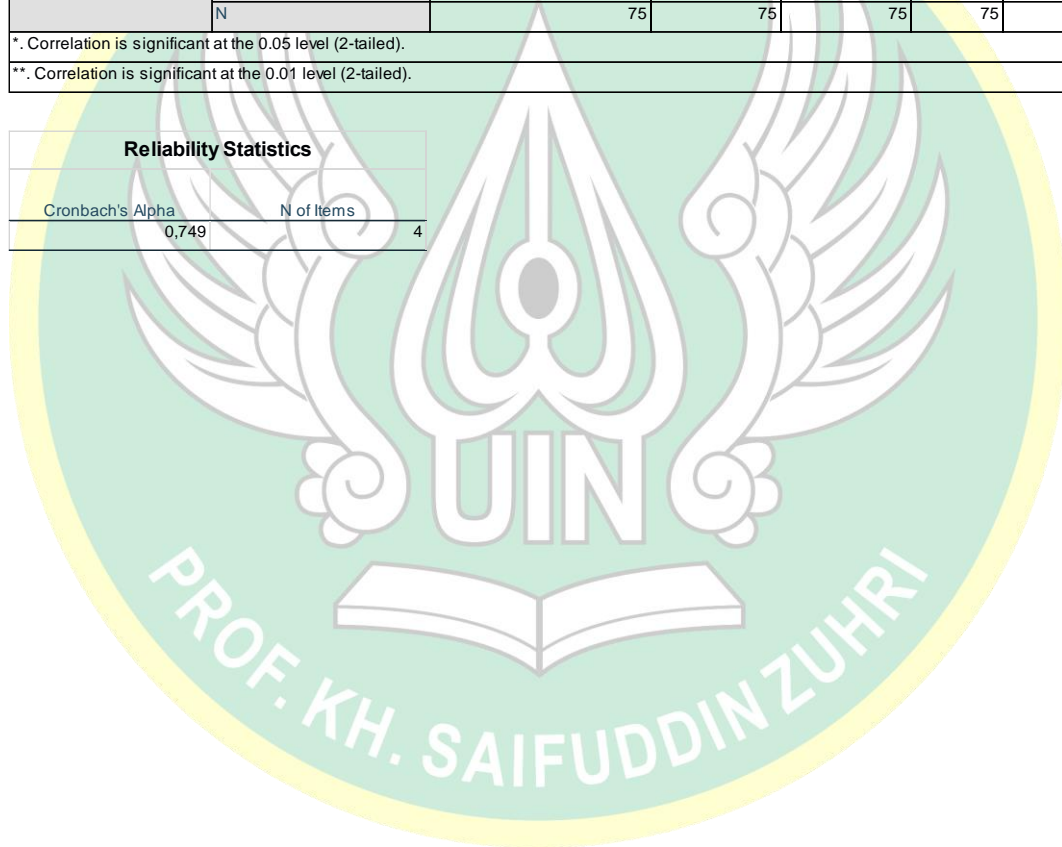 N 75 75 75 75
*. Correlation is significant at the 0.05 level (2-tailed).
**. Correlation is significant at the 0.01 level (2-tailed).
Reliability Statistics
Cronbach's Alpha N of Items
0,749 4
UIN
PROF. KH. SAIFUDDIN ZUHRI